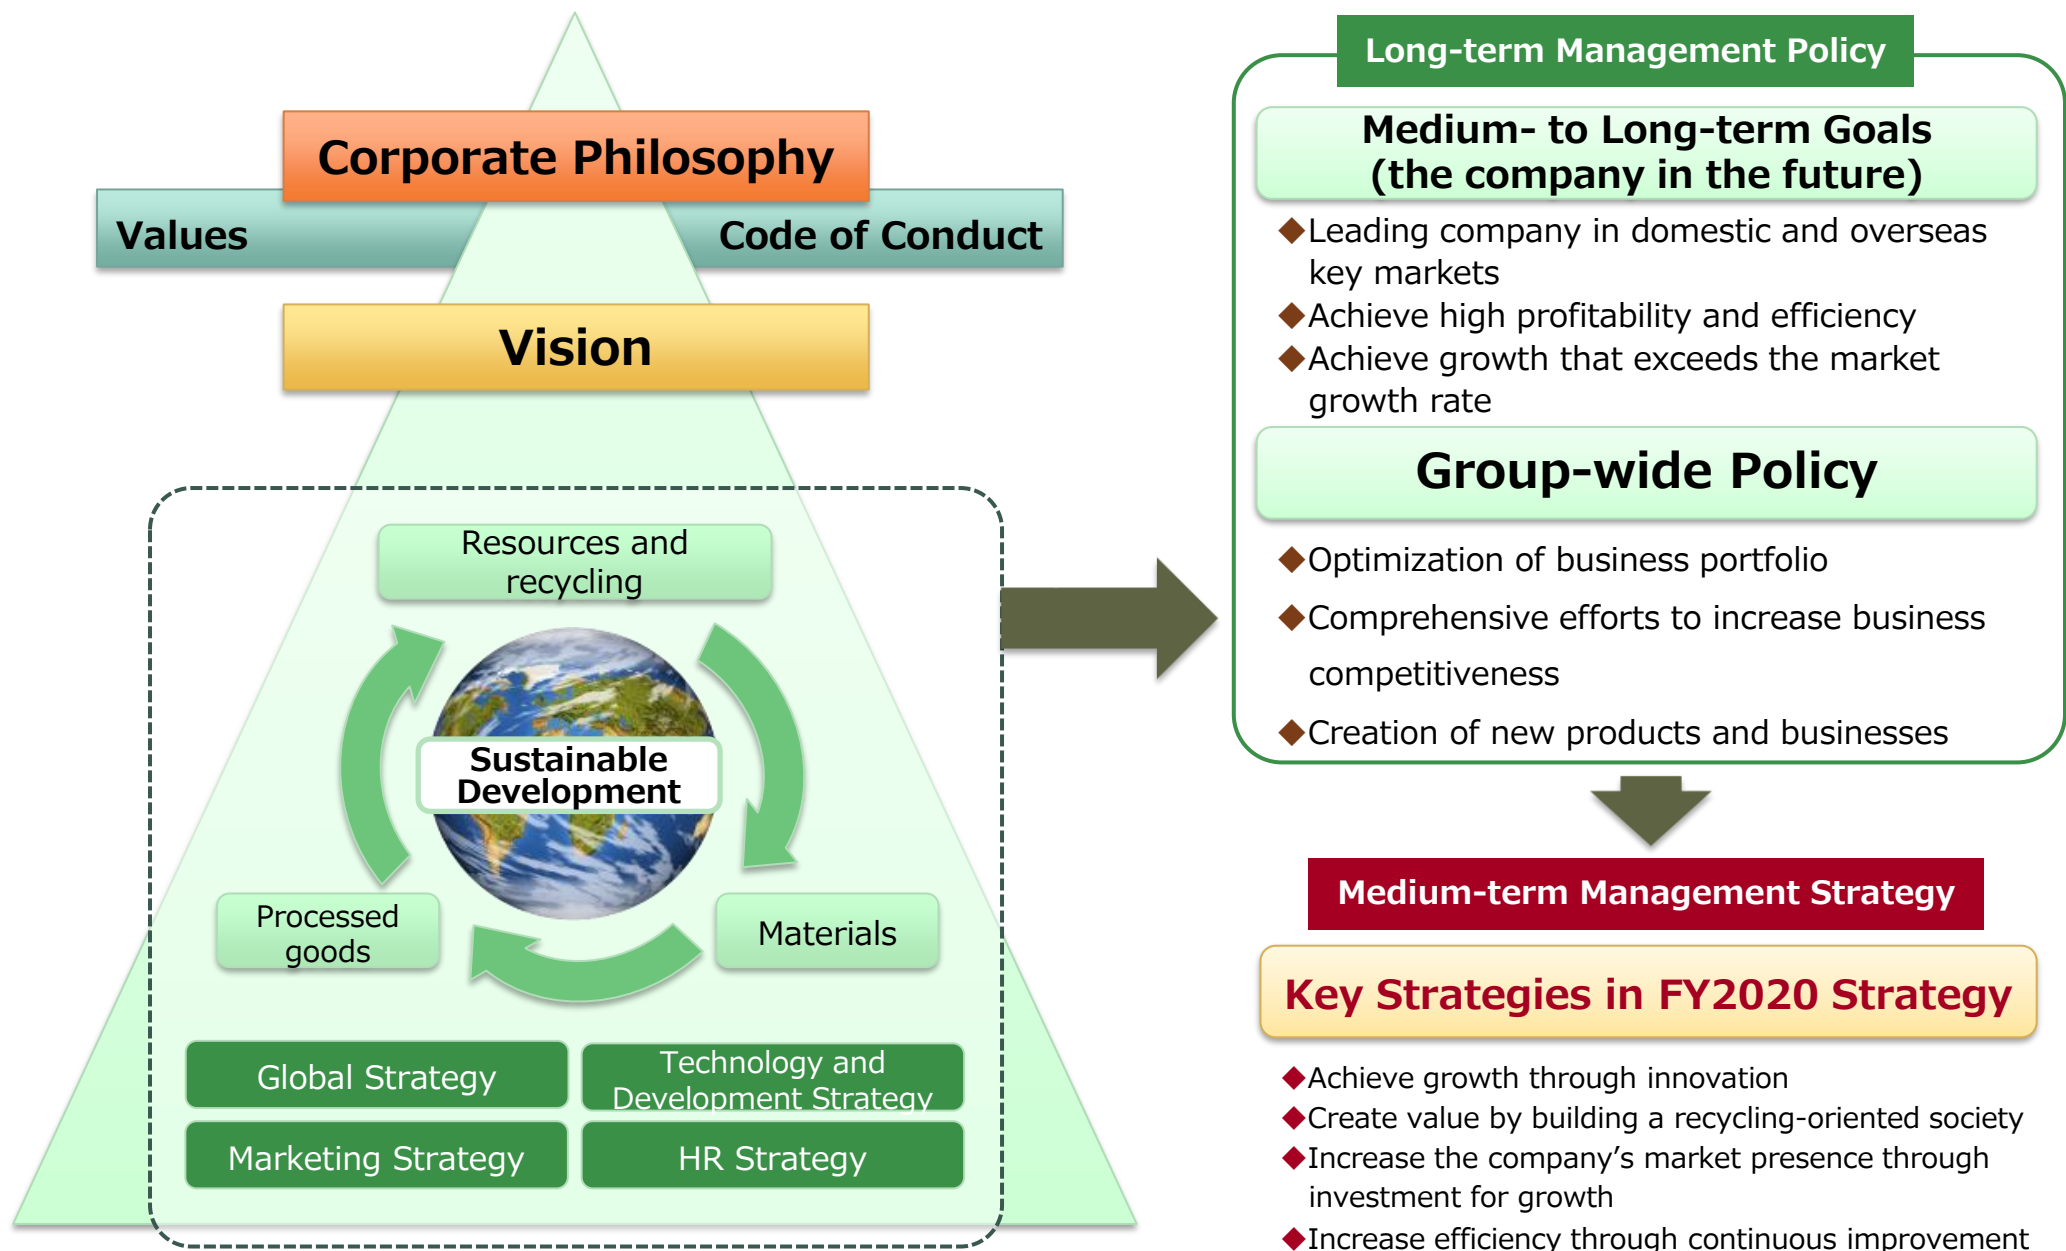 Corporate Philosophy
Values
Code of Conduct
Vision
Resources and
recycling
Sustainable
Development
Processed
goods
Materials
Global Strategy
Technology and
Development Strategy
Marketing Strategy
HR Strategy
Long-term Management Policy
Medium- to Long-term Goals
(the company in the future)
◆Leading company in domestic and overseas
key markets
◆Achieve high profitability and efficiency
◆Achieve growth that exceeds the market
growth rate
Group-wide Policy
◆Optimization of business portfolio
◆Comprehensive efforts to increase business
competitiveness
◆Creation of new products and businesses
Medium-term Management Strategy
Key Strategies in FY2020 Strategy
◆Achieve growth through innovation
◆Create value by building a recycling-oriented society
◆Increase the company’s market presence through
investment for growth
◆Increase efficiency through continuous improvement